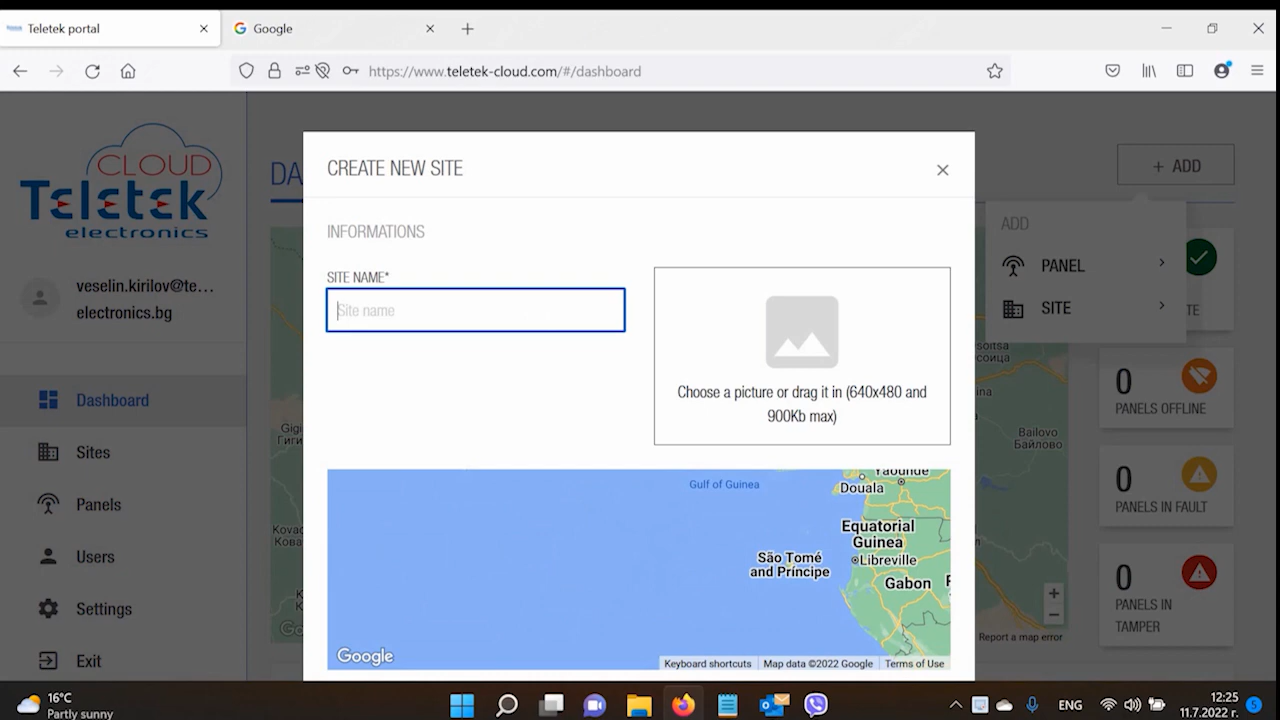 Teletek portal
Google
https://www.teletek-cloud.com/#/dashboard
CLOUD
Teletek
electronics
veselin.kirilov@te...
electronics.bg
Dashboard
Sites
Panels
Users
Settings
Exit
DA
+ ADD
ADD
PANEL
SITE
CREATE NEW SITE
INFORMATIONS
SITE NAME*
Site name
Choose a picture or drag it in (640x480 and
900Kb max)
Gulf of Guinea
Yaounde
Douala
Equatorial
Guinea
São Tomé
and Príncipe
Libreville
Gabon
Google
Keyboard shortcuts
Map data ©2022 Google
Terms of Use
Bailovo
Байлово
Report a map error
0
PANELS OFFLINE
0
PANELS IN FAULT
0
PANELS IN
TAMPER
16°C
Partly sunny
ЕНG
12:25
11.7.2022 г.
5